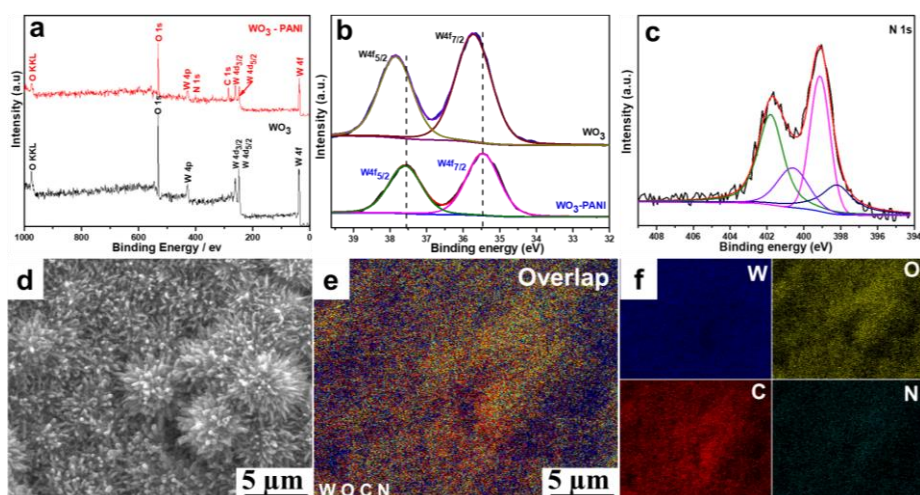 a
Intensity (a.u)
O KKL
O 1s
W 4p
N 1s
C 1s
W 4d3/2
W 4d5/2
W 4f
WO3 - PANI
O KKL
O 1s
W 4p
W 4d3/2
W 4d5/2
W 4f
WO3
1000 800 600 400 200 0
Binding Energy / ev
b
Intensity (a.u.)
W4f5/2
W4f7/2
WO3
W4f5/2
W4f7/2
WO3-PANI
39 37 35 34 32
Binding energy (eV)
c
N 1s
Intensity (a.u.)
408 406 404 402 400 398 396 394
Binding energy (eV)
d
5 µm
e
Overlap
W O C N
5 µm
f
W
O
C
N